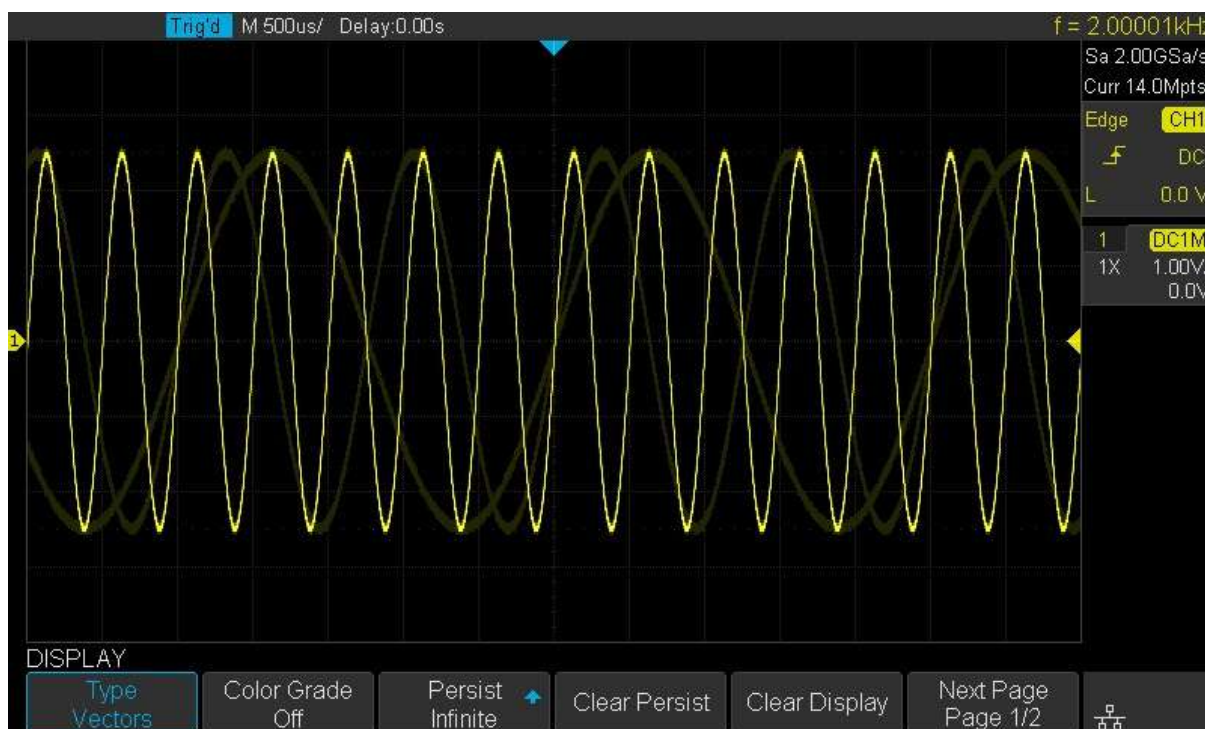 Trig'd M 500us/ Delay:0.00s f = 2.00001kHz
Sa 2.00GSa/s
Curr 14.0Mpts
Edge CH1
DC
L 0.0 V
1 DC1M
1X 1.00V/
0.0V
1
DISPLAY
Type Vectors
Color Grade Off
Persist Infinite
Clear Persist
Clear Display
Next Page Page 1/2